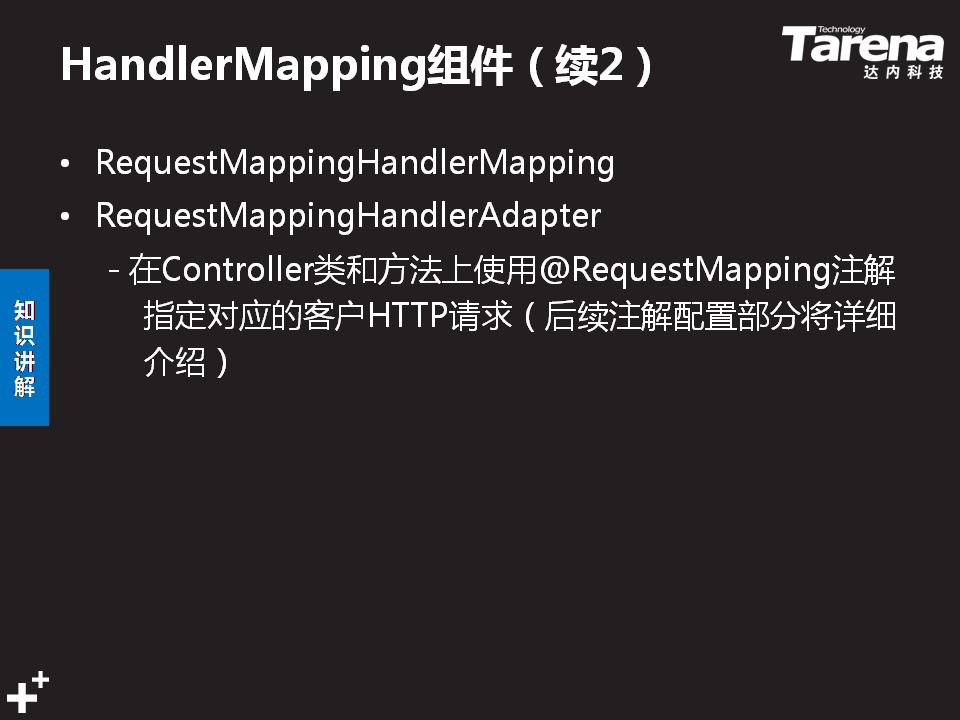 HandlerMapping组件（续2）
Technology
Tarena
达内科技
• RequestMappingHandlerMapping
• RequestMappingHandlerAdapter
- 在Controller类和方法上使用@RequestMapping注解
指定对应的客户HTTP请求（后续注解配置部分将详细
介绍）
知
识
讲
解